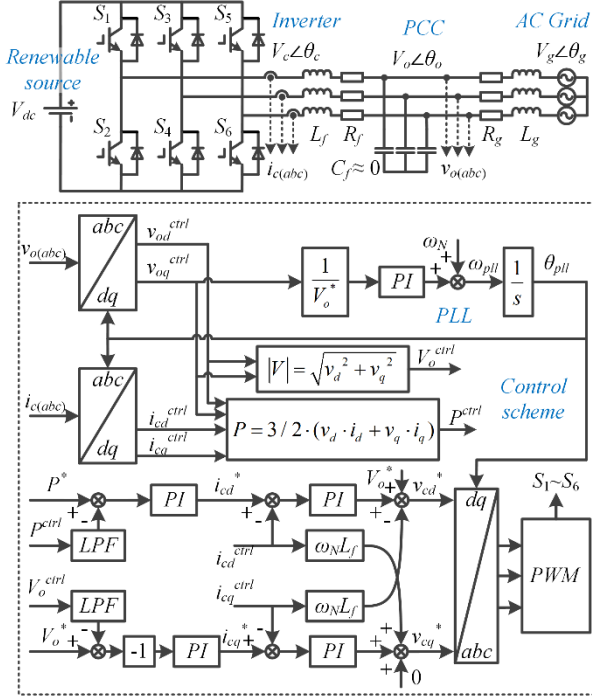 S₁ S₃ S₅ Inverter PCC AC Grid
V_c∠θ_c V_o∠θ_o V_g∠θ_g
Renewable
source
V_dc
S₂ S₄ S₆ L_f R_f R_g L_g
i_c(abc) C_f≈0 v_o(abc)
v_o(abc) abc dq v_od^ctrl
v_oq^ctrl 1/V_o^* PI + + ω_N ω_pll 1/s θ_pll
PLL
|V| = √(v_d² + v_q²) V_o^ctrl
Control
scheme
i_c(abc) abc dq i_cd^ctrl
i_cq^ctrl P = 3/2·(v_d·i_d + v_q·i_q) P^ctrl
P^* + - PI i_cd^* + - PI + + - V_o^* v_cd^* dq S₁~S₆
P^ctrl LPF
i_cd^ctrl ω_N L_f
PWM
V_o^ctrl LPF i_cq^ctrl ω_N L_f
V_o^* + - -1 PI i_cq^* + - PI + + + v_cq^* abc
0